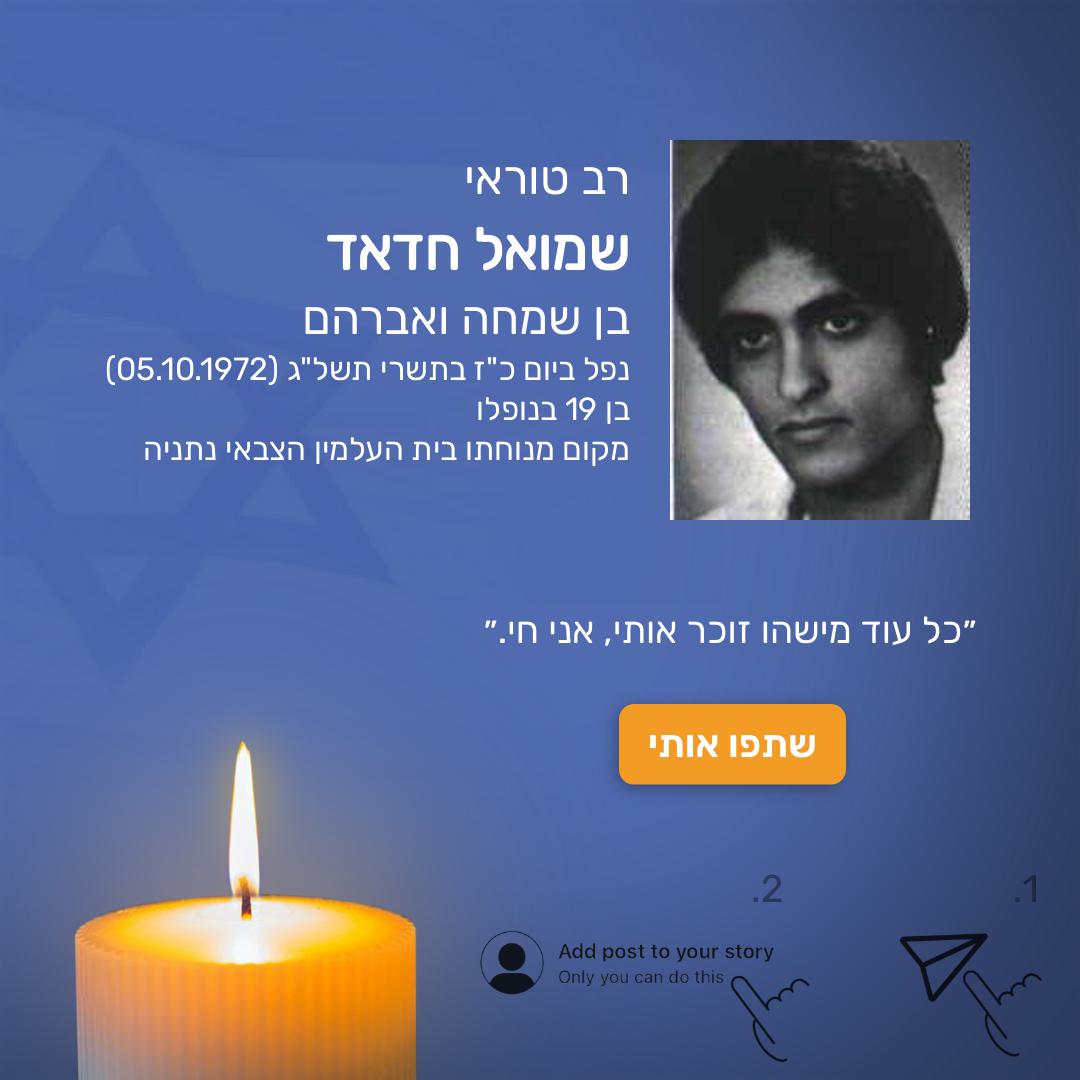 רב טוראי
שמואל חדאד
בן שמחה ואברהם
נפל ביום כ"ז בתשרי תשל"ג (05.10.1972)
בן 19 בנופלו
מקום מנוחתו בית העלמין הצבאי נתניה
״כל עוד מישהו זוכר אותי, אני חי.״
שתפו אותי
1.
2.
Add post to your story
Only you can do this